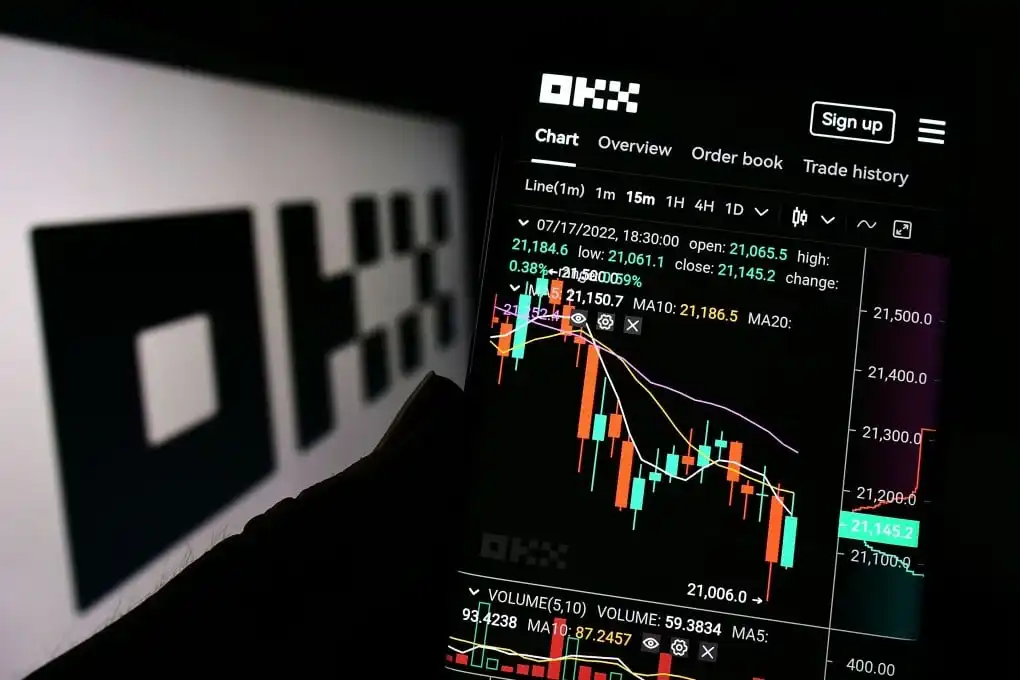 OKX
OKX
Sign up
Chart Overview Order book Trade history
Line(1m) 1m 15m 1H 4H 1D
07/17/2022, 18:30:00 open: 21,065.5 high:
21,184.6 low: 21,061.1 close: 21,145.2 change:
0.38% 0.59%
21,500.0
MA5: 21,150.7 MA10: 21,186.5 MA20:
21,500.0
21,400.0
21,300.0
21,200.0
21,145.2
21,100.0
OKX
21,006.0
VOLUME(5,10) VOLUME: 59.3834 MA5:
93.4238 MA10: 87.2457
400.00